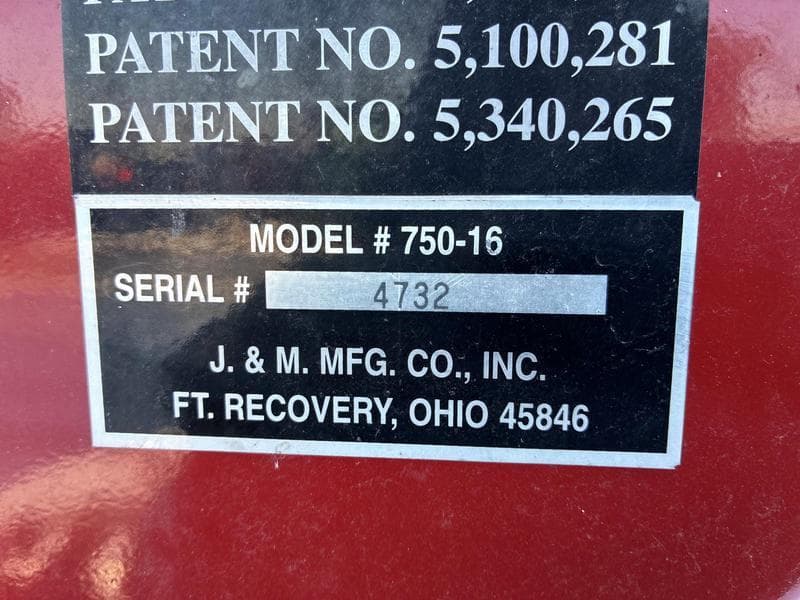 PATENT NO. 5,100,281
PATENT NO. 5,340,265
MODEL # 750-16
SERIAL # 4732
J. & M. MFG. CO., INC.
FT. RECOVERY, OHIO 45846